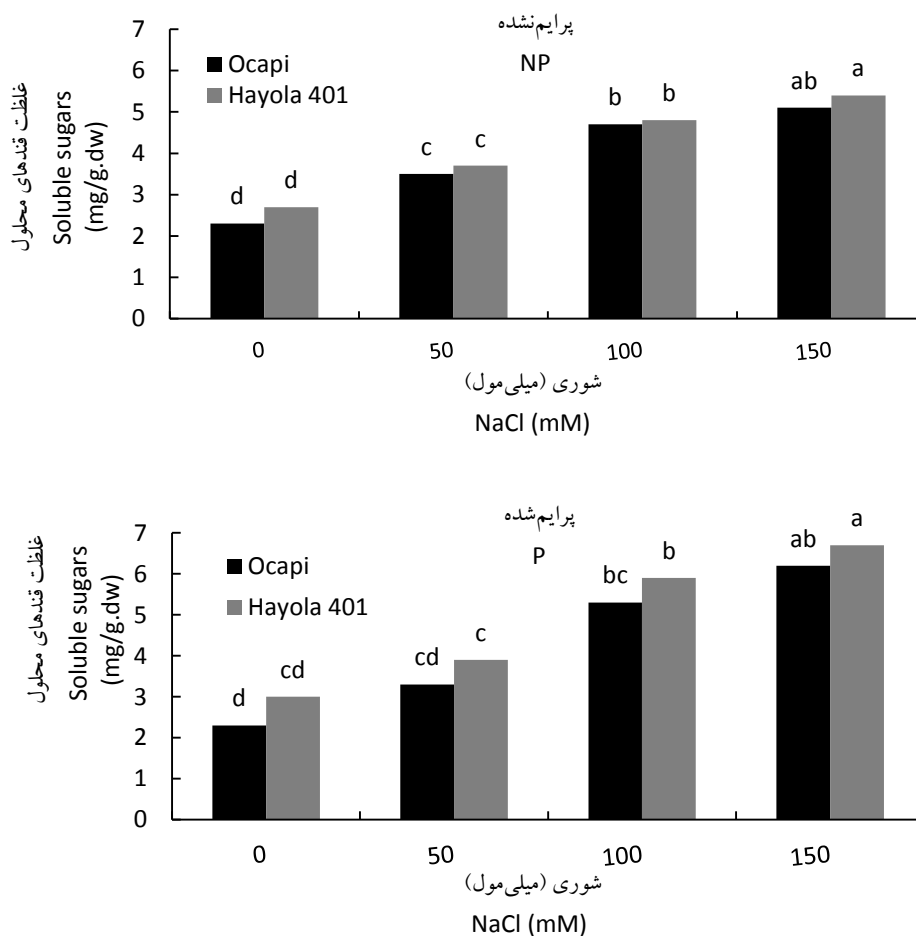 پرایم‌نشده
NP
Ocapi
Hayola 401
غلظت قندهای محلول
Soluble sugars
(mg/g.dw)
7
6
5
4
3
2
1
0
d
d
c
c
b
b
ab
a
0
50
100
150
شوری (میلی‌مول)
NaCl (mM)
پرایم‌شده
P
Ocapi
Hayola 401
غلظت قندهای محلول
Soluble sugars
(mg/g.dw)
7
6
5
4
3
2
1
0
d
cd
cd
c
bc
b
ab
a
0
50
100
150
شوری (میلی‌مول)
NaCl (mM)